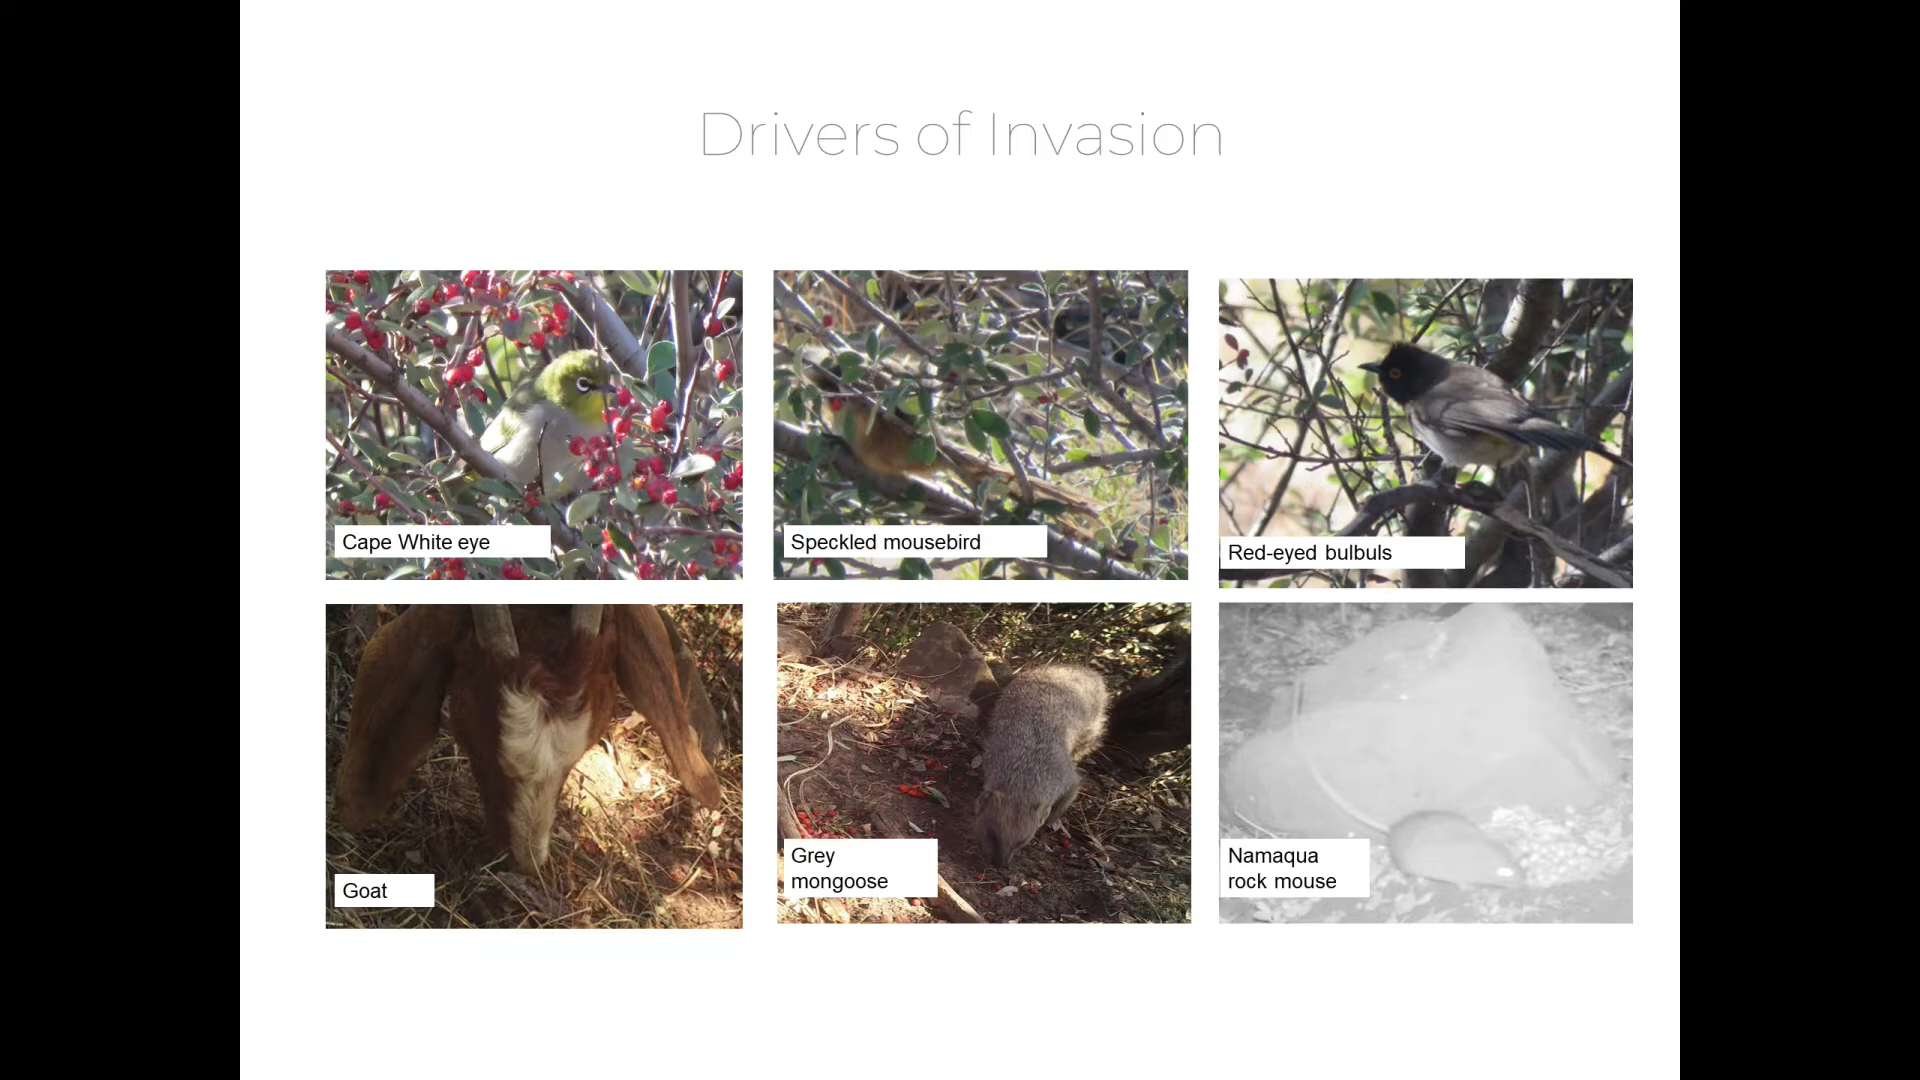 Drivers of Invasion
Cape White eye
Speckled mousebird
Red-eyed bulbuls
Goat
Grey
mongoose
Namaqua
rock mouse